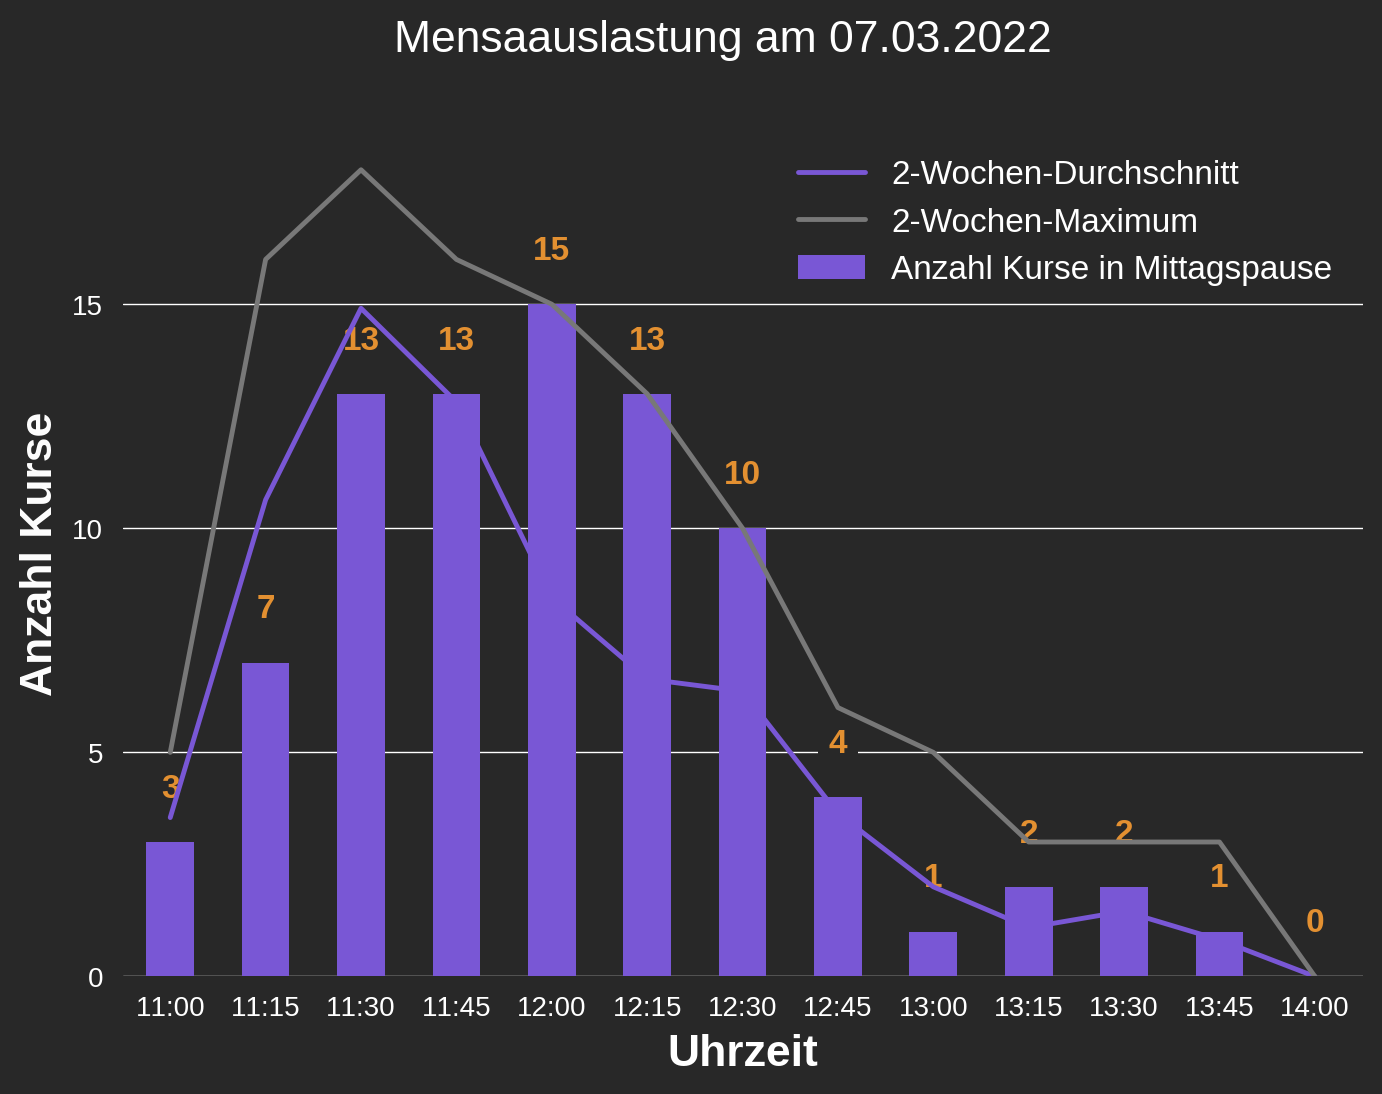 Mensaauslastung am 07.03.2022
2-Wochen-Durchschnitt
2-Wochen-Maximum
Anzahl Kurse in Mittagspause
Anzahl Kurse
15
10
5
0
3
7
13
13
15
13
10
4
1
2
2
1
0
11:00 11:15 11:30 11:45 12:00 12:15 12:30 12:45 13:00 13:15 13:30 13:45 14:00
Uhrzeit